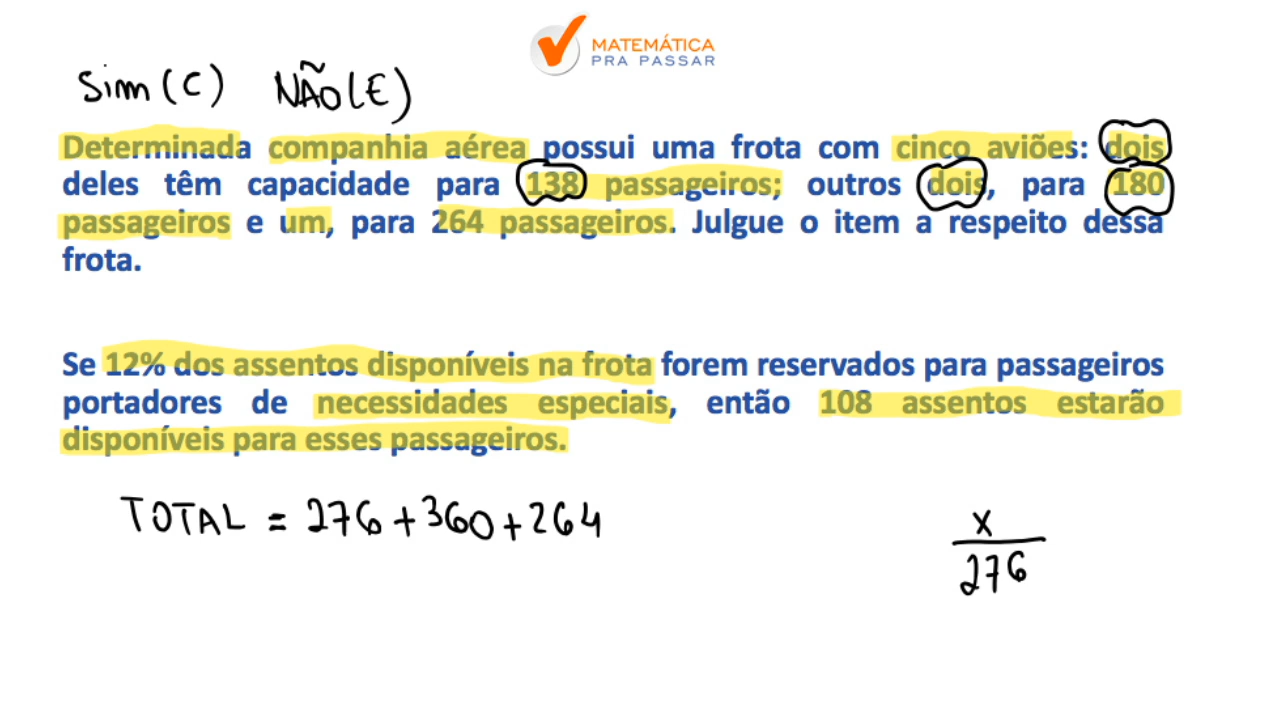 MATEMÁTICA
PRA PASSAR
Sim (C) NÃO (E)
Determinada companhia aérea possui uma frota com cinco aviões: dois
deles têm capacidade para 138 passageiros; outros dois, para 180
passageiros e um, para 264 passageiros. Julgue o item a respeito dessa
frota.
Se 12% dos assentos disponíveis na frota forem reservados para passageiros
portadores de necessidades especiais, então 108 assentos estarão
disponíveis para esses passageiros.
TOTAL = 276 + 360 + 264
x
276